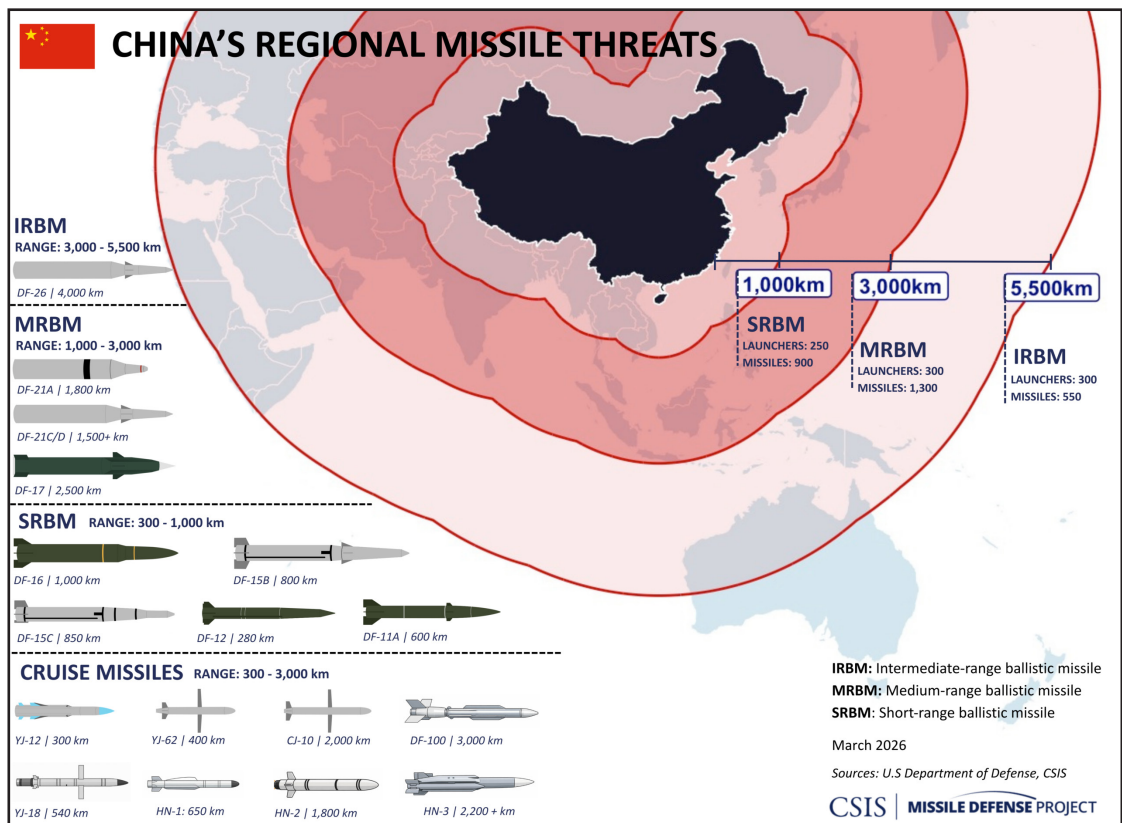 CHINA'S REGIONAL MISSILE THREATS
IRBM
RANGE: 3,000 - 5,500 km
DF-26 | 4,000 km
MRBM
RANGE: 1,000 - 3,000 km
DF-21A | 1,800 km
DF-21C/D | 1,500+ km
DF-17 | 2,500 km
SRBM RANGE: 300 - 1,000 km
DF-16 | 1,000 km
DF-15B | 800 km
DF-15C | 850 km
DF-12 | 280 km
DF-11A | 600 km
CRUISE MISSILES RANGE: 300 - 3,000 km
YJ-12 | 300 km
YJ-62 | 400 km
CJ-10 | 2,000 km
DF-100 | 3,000 km
YJ-18 | 540 km
HN-1: 650 km
HN-2 | 1,800 km
HN-3 | 2,200 + km
1,000km
3,000km
5,500km
SRBM
LAUNCHERS: 250
MISSILES: 900
MRBM
LAUNCHERS: 300
MISSILES: 1,300
IRBM
LAUNCHERS: 300
MISSILES: 550
IRBM: Intermediate-range ballistic missile
MRBM: Medium-range ballistic missile
SRBM: Short-range ballistic missile
March 2026
Sources: U.S Department of Defense, CSIS
CSIS | MISSILE DEFENSE PROJECT